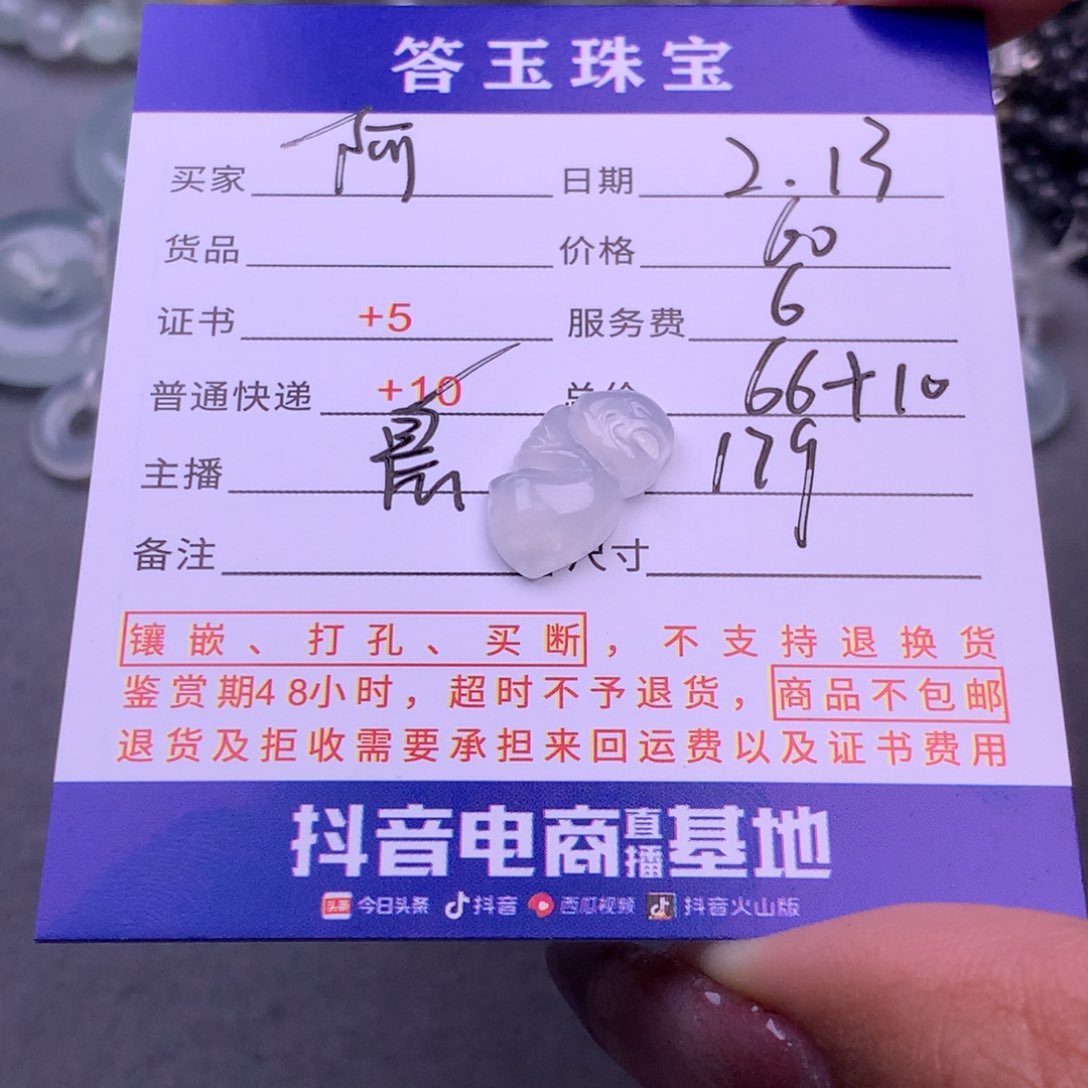 答玉珠宝
买家 阿 日期 2.13
货品 价格 60
证书 +5 服务费 6
普通快递 +10 总价 66+10
主播 179
备注 尺寸
镶嵌、打孔、买断，不支持退换货
鉴赏期48小时，超时不予退货，商品不包邮
退货及拒收需要承担来回运费以及证书费用
抖音电商直播基地
头条 今日头条 抖音 西瓜视频 抖音火山版